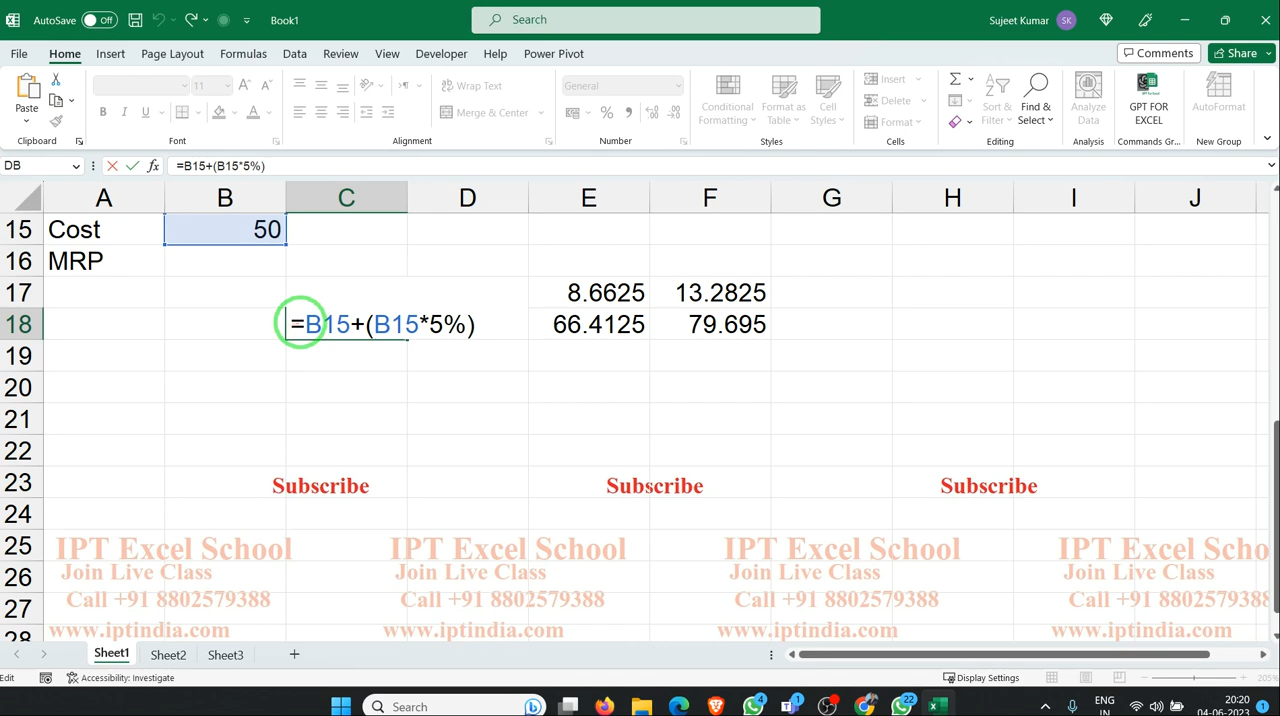 AutoSave Off Book1 Search Sujeet Kumar SK
File Home Insert Page Layout Formulas Data Review View Developer Help Power Pivot Comments Share
Paste 11 Wrap Text General Conditional Formatting Format as Table Cell Styles Insert Sort & Filter Find & Select Analyze Data GPT FOR EXCEL AutoFormat
B I U Merge & Center Delete
Format
Clipboard Font Alignment Number Styles Cells Editing Analysis Commands Gr... New Group
DB =B15+(B15*5%)
A B C D E F G H I J
15 Cost 50
16 MRP
17 8.6625 13.2825
18 =B15+(B15*5%) 66.4125 79.695
19
20
21
22
23 Subscribe Subscribe Subscribe
24
25 IPT Excel School IPT Excel School IPT Excel School IPT Excel Scho
26 Join Live Class Join Live Class Join Live Class Join Live Class
27 Call +91 8802579388 Call +91 8802579388 Call +91 8802579388 Call +91 8802579388
28 www.iptindia.com www.iptindia.com www.iptindia.com www.iptindia.com
Sheet1 Sheet2 Sheet3
Edit Accessibility: Investigate Display Settings 205%
Search 4 1 22 ENG IN 20:20 04-06-2023